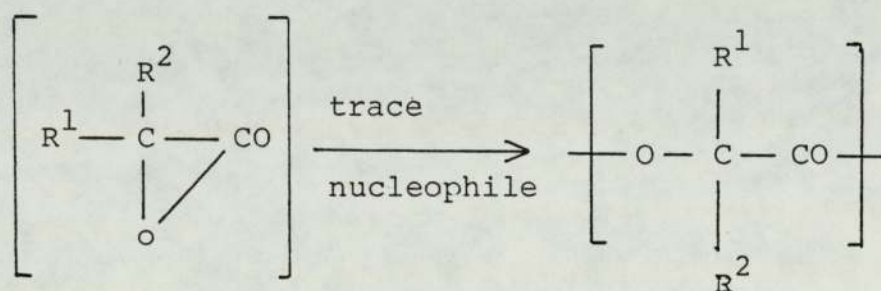 R² R¹
R¹ — C — CO trace — O — C — CO —
O nucleophile
R²